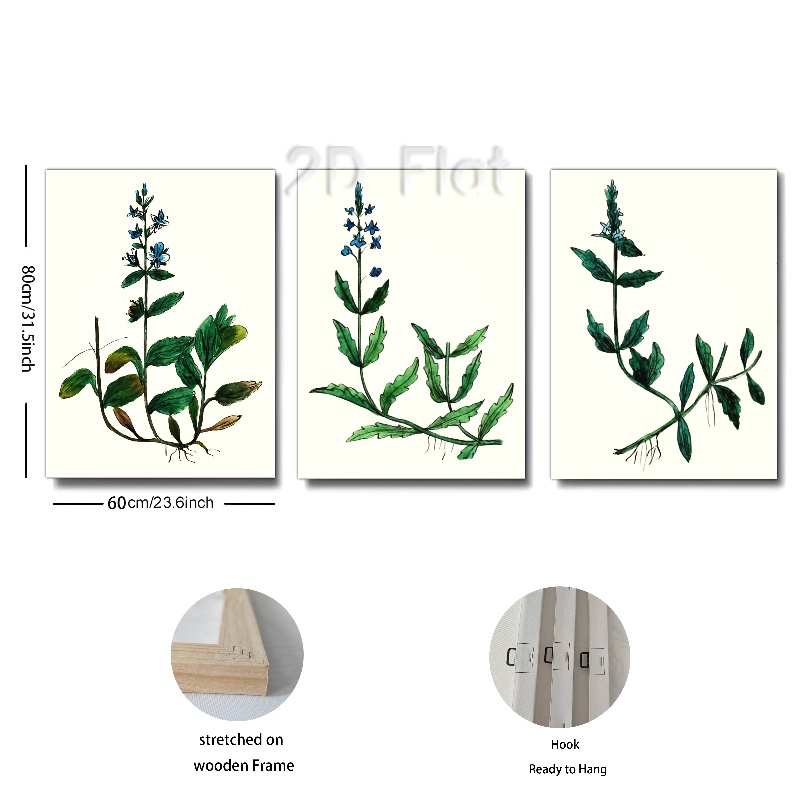 2D Flat
80cm/31.5inch
60cm/23.6inch
stretched on
wooden Frame
Hook
Ready to Hang